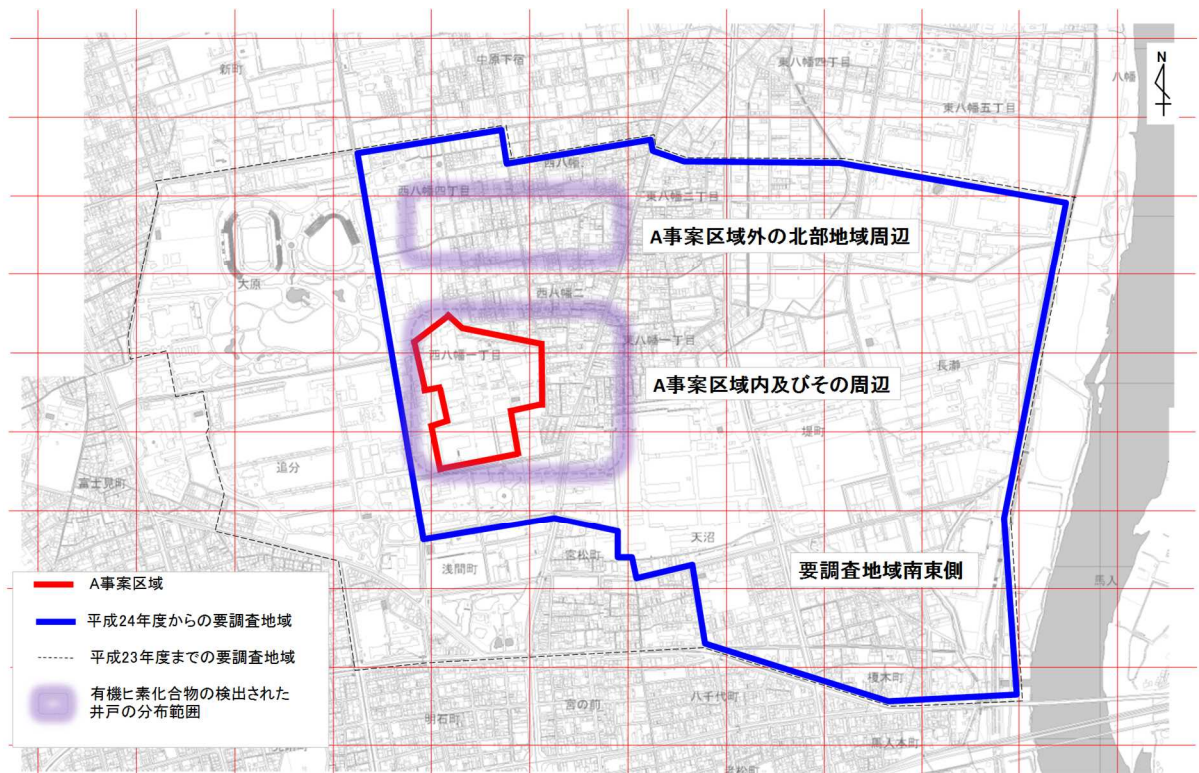 N
新町
中原下宿
東八幡四丁目
八幡
東八幡五丁目
西八幡
西八幡四丁目
東八幡二丁目
A事案区域外の北部地域周辺
大原
西八幡二
東八幡一丁目
西八幡一丁目
長瀞
A事案区域内及びその周辺
堤町
追分
富士見町
天沼
宮松町
浅間町
要調査地域南東側
馬入
A事案区域
平成24年度からの要調査地域
平成23年度までの要調査地域
有機ヒ素化合物の検出された
井戸の分布範囲
榎木町
八千代町
宮の前
明石町
馬入本町
老松町